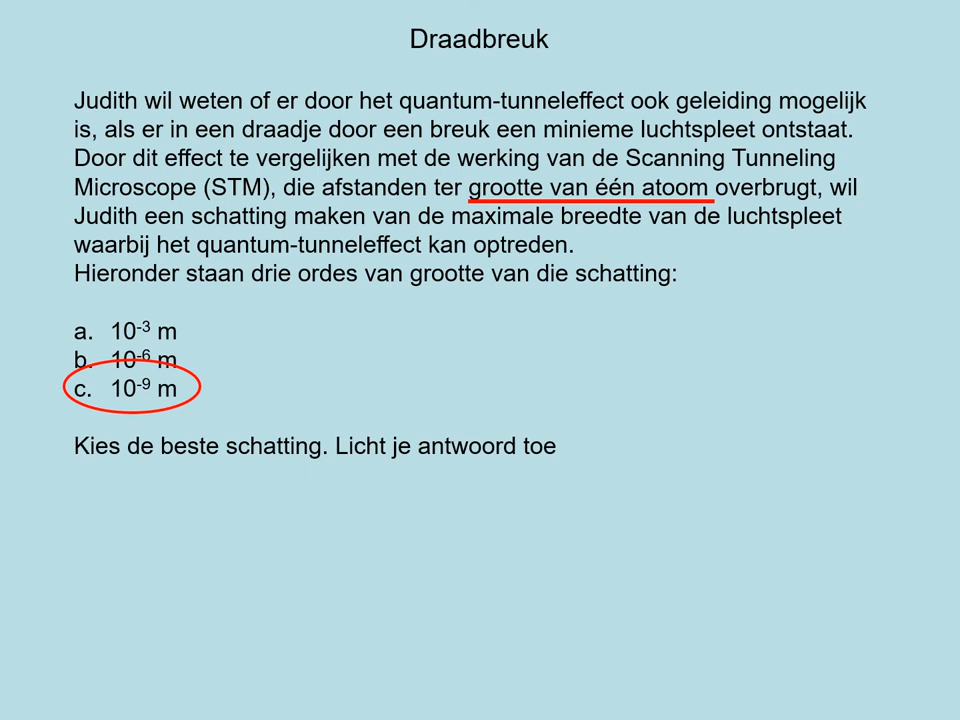 Draadbreuk
Judith wil weten of er door het quantum-tunneleffect ook geleiding mogelijk
is, als er in een draadje door een breuk een minieme luchtspleet ontstaat.
Door dit effect te vergelijken met de werking van de Scanning Tunneling
Microscope (STM), die afstanden ter grootte van één atoom overbrugt, wil
Judith een schatting maken van de maximale breedte van de luchtspleet
waarbij het quantum-tunneleffect kan optreden.
Hieronder staan drie ordes van grootte van die schatting:
a. 10⁻³ m
b. 10⁻⁶ m
c. 10⁻⁹ m
Kies de beste schatting. Licht je antwoord toe